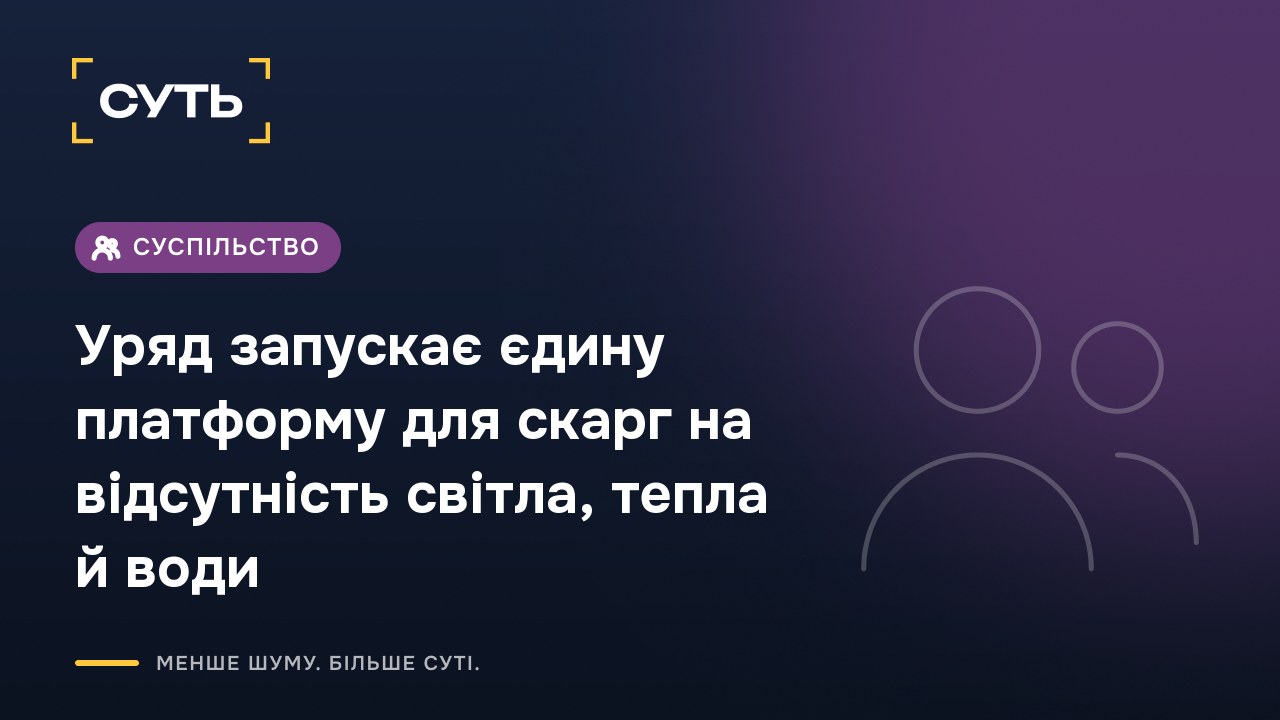 СУТЬ
СУСПІЛЬСТВО
Уряд запускає єдину
платформу для скарг на
відсутність світла, тепла
й води
МЕНШЕ ШУМУ. БІЛЬШЕ СУТІ.